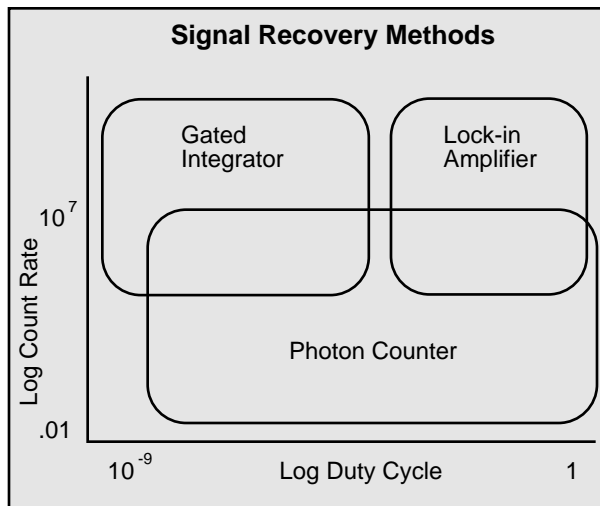 Signal Recovery Methods
Gated
Integrator
Lock-in
Amplifier
10^7
Log Count Rate
Photon Counter
.01
10^-9
Log Duty Cycle
1